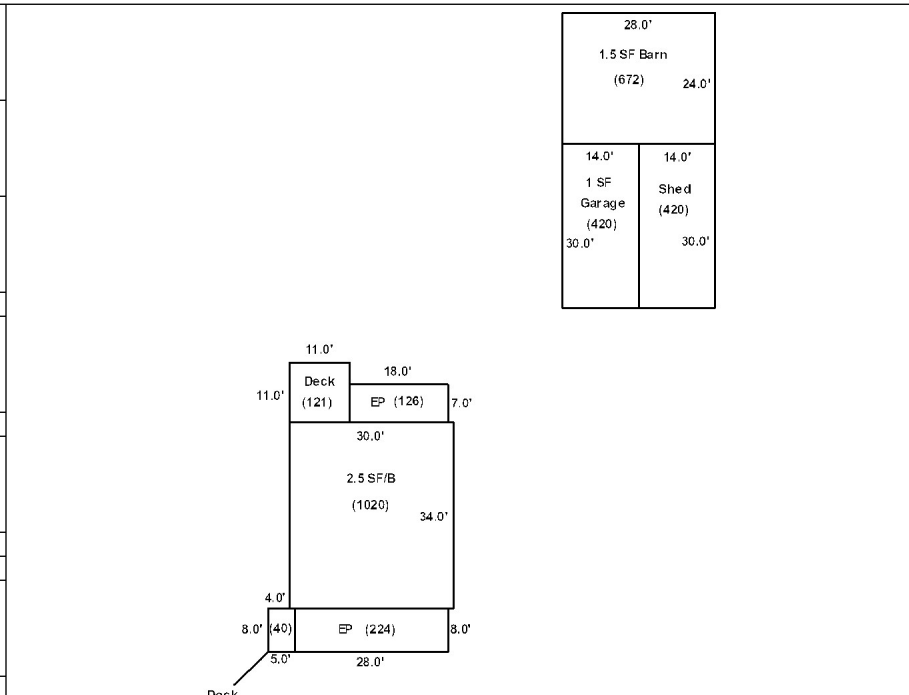 28.0'
1.5 SF Barn
(672)
24.0'
14.0'
14.0'
1 SF
Garage
(420)
30.0'
Shed
(420)
30.0'
11.0'
11.0'
Deck
(121)
18.0'
EP (126)
7.0'
30.0'
2.5 SF/B
(1020)
34.0'
4.0'
8.0'
(40)
EP (224)
8.0'
5.0'
28.0'
Deck